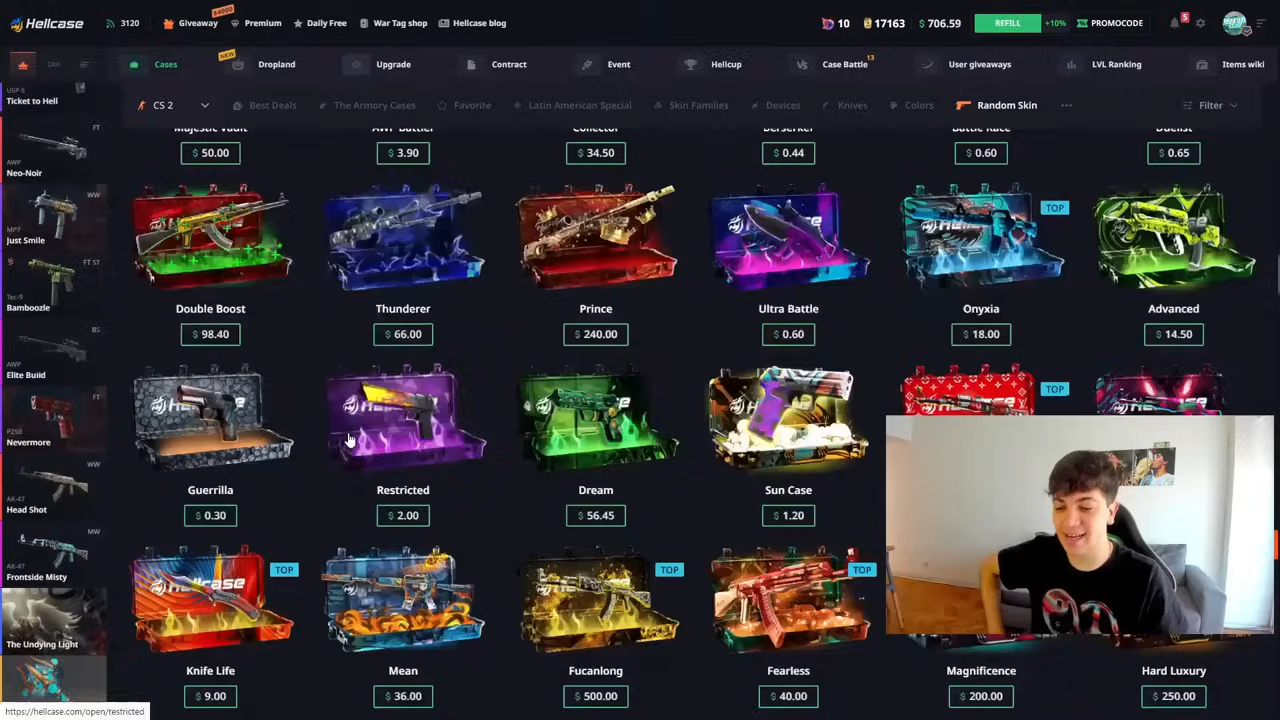 Hellcase
3120
Giveaway
$4000
Premium
Daily Free
War Tag shop
Hellcase blog
10
17163
$ 706.59
REFILL
+10%
PROMOCODE
5
24H
Cases
NEW
Dropland
Upgrade
Contract
Event
Hellcup
Case Battle
13
User giveaways
LVL Ranking
Items wiki
CS 2
Best Deals
The Armory Cases
Favorite
Latin American Special
Skin Families
Devices
Knives
Colors
Random Skin
Filter
USP-S
Ticket to Hell
FT
AWP
Neo-Noir
WW
MP7
Just Smile
FT ST
Tec-9
Bamboozle
BS
AWP
Elite Build
FT
P250
Nevermore
WW
AK-47
Head Shot
MW
AK-47
Frontside Misty
The Undying Light
Majestic Vault
AWP Battler
Collector
Berserker
Battle Race
Duelist
$ 50.00
$ 3.90
$ 34.50
$ 0.44
$ 0.60
$ 0.65
TOP
Double Boost
Thunderer
Prince
Ultra Battle
Onyxia
Advanced
$ 98.40
$ 66.00
$ 240.00
$ 0.60
$ 18.00
$ 14.50
TOP
Guerrilla
Restricted
Dream
Sun Case
$ 0.30
$ 2.00
$ 56.45
$ 1.20
TOP
TOP
TOP
Knife Life
Mean
Fucanlong
Fearless
Magnificence
Hard Luxury
$ 9.00
$ 36.00
$ 500.00
$ 40.00
$ 200.00
$ 250.00
https://hellcase.com/open/restricted